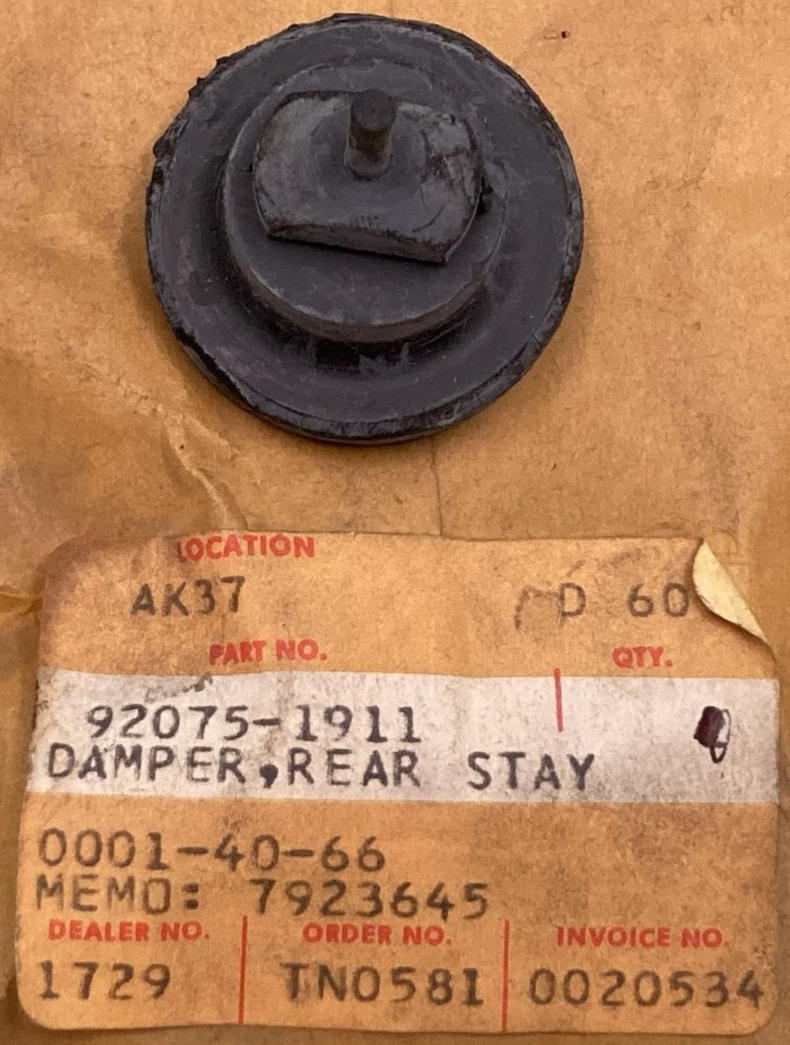 LOCATION
AK37 D 60
PART NO. QTY.
92075-1911
DAMPER,REAR STAY
0001-40-66
MEMO: 7923645
DEALER NO. ORDER NO. INVOICE NO.
1729 TN0581 0020534